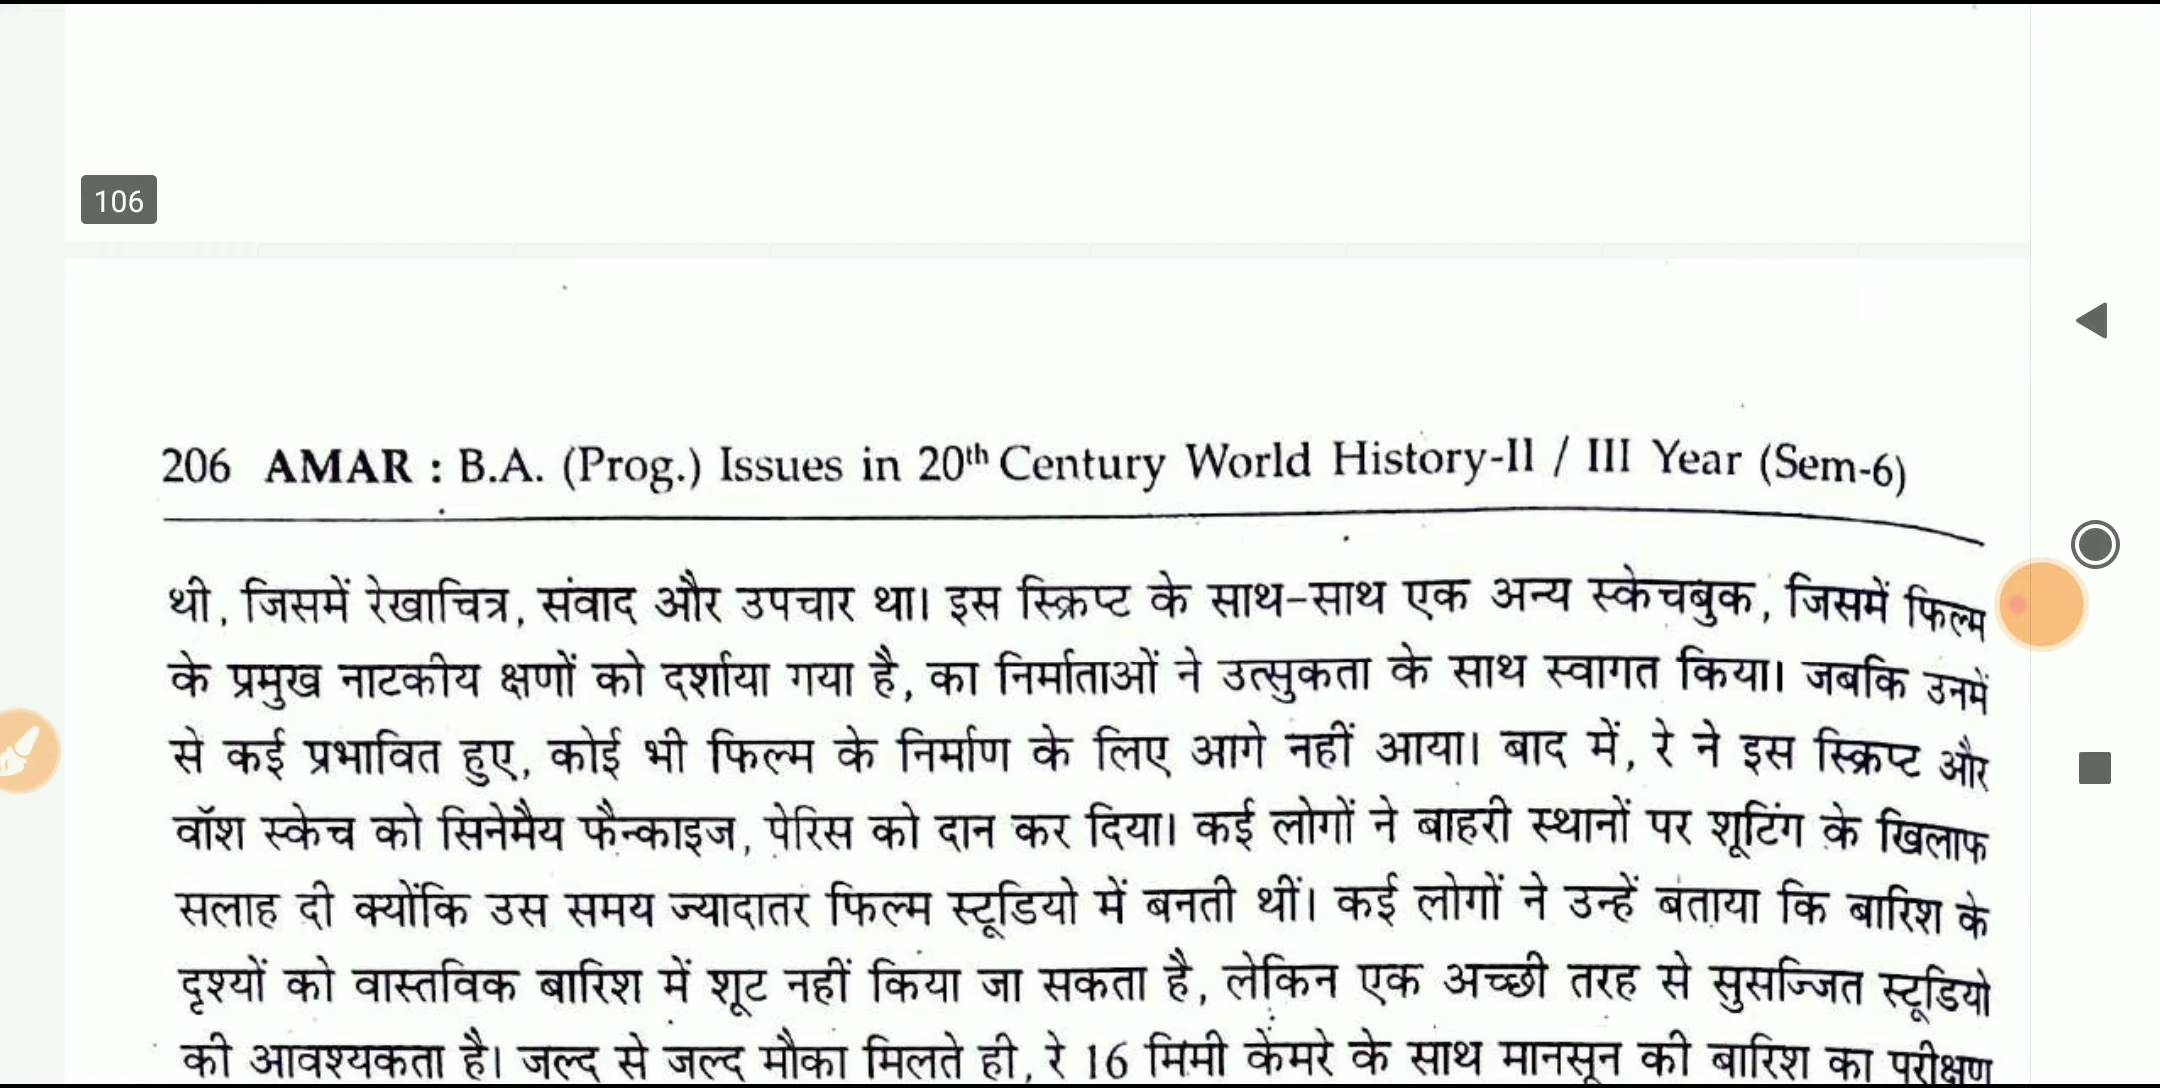 106
206 AMAR : B.A. (Prog.) Issues in 20th Century World History-II / III Year (Sem-6)
थी, जिसमें रेखाचित्र, संवाद और उपचार था। इस स्क्रिप्ट के साथ-साथ एक अन्य स्केचबुक, जिसमें फिल्म
के प्रमुख नाटकीय क्षणों को दर्शाया गया है, का निर्माताओं ने उत्सुकता के साथ स्वागत किया। जबकि उनमें
से कई प्रभावित हुए, कोई भी फिल्म के निर्माण के लिए आगे नहीं आया। बाद में, रे ने इस स्क्रिप्ट और
वॉश स्केच को सिनेमैय फैन्काइज, पेरिस को दान कर दिया। कई लोगों ने बाहरी स्थानों पर शूटिंग के खिलाफ
सलाह दी क्योंकि उस समय ज्यादातर फिल्म स्टूडियो में बनती थीं। कई लोगों ने उन्हें बताया कि बारिश के
दृश्यों को वास्तविक बारिश में शूट नहीं किया जा सकता है, लेकिन एक अच्छी तरह से सुसज्जित स्टूडियो
की आवश्यकता है। जल्द से जल्द मौका मिलते ही, रे 16 मिमी कैमरे के साथ मानसून की बारिश का परीक्षण